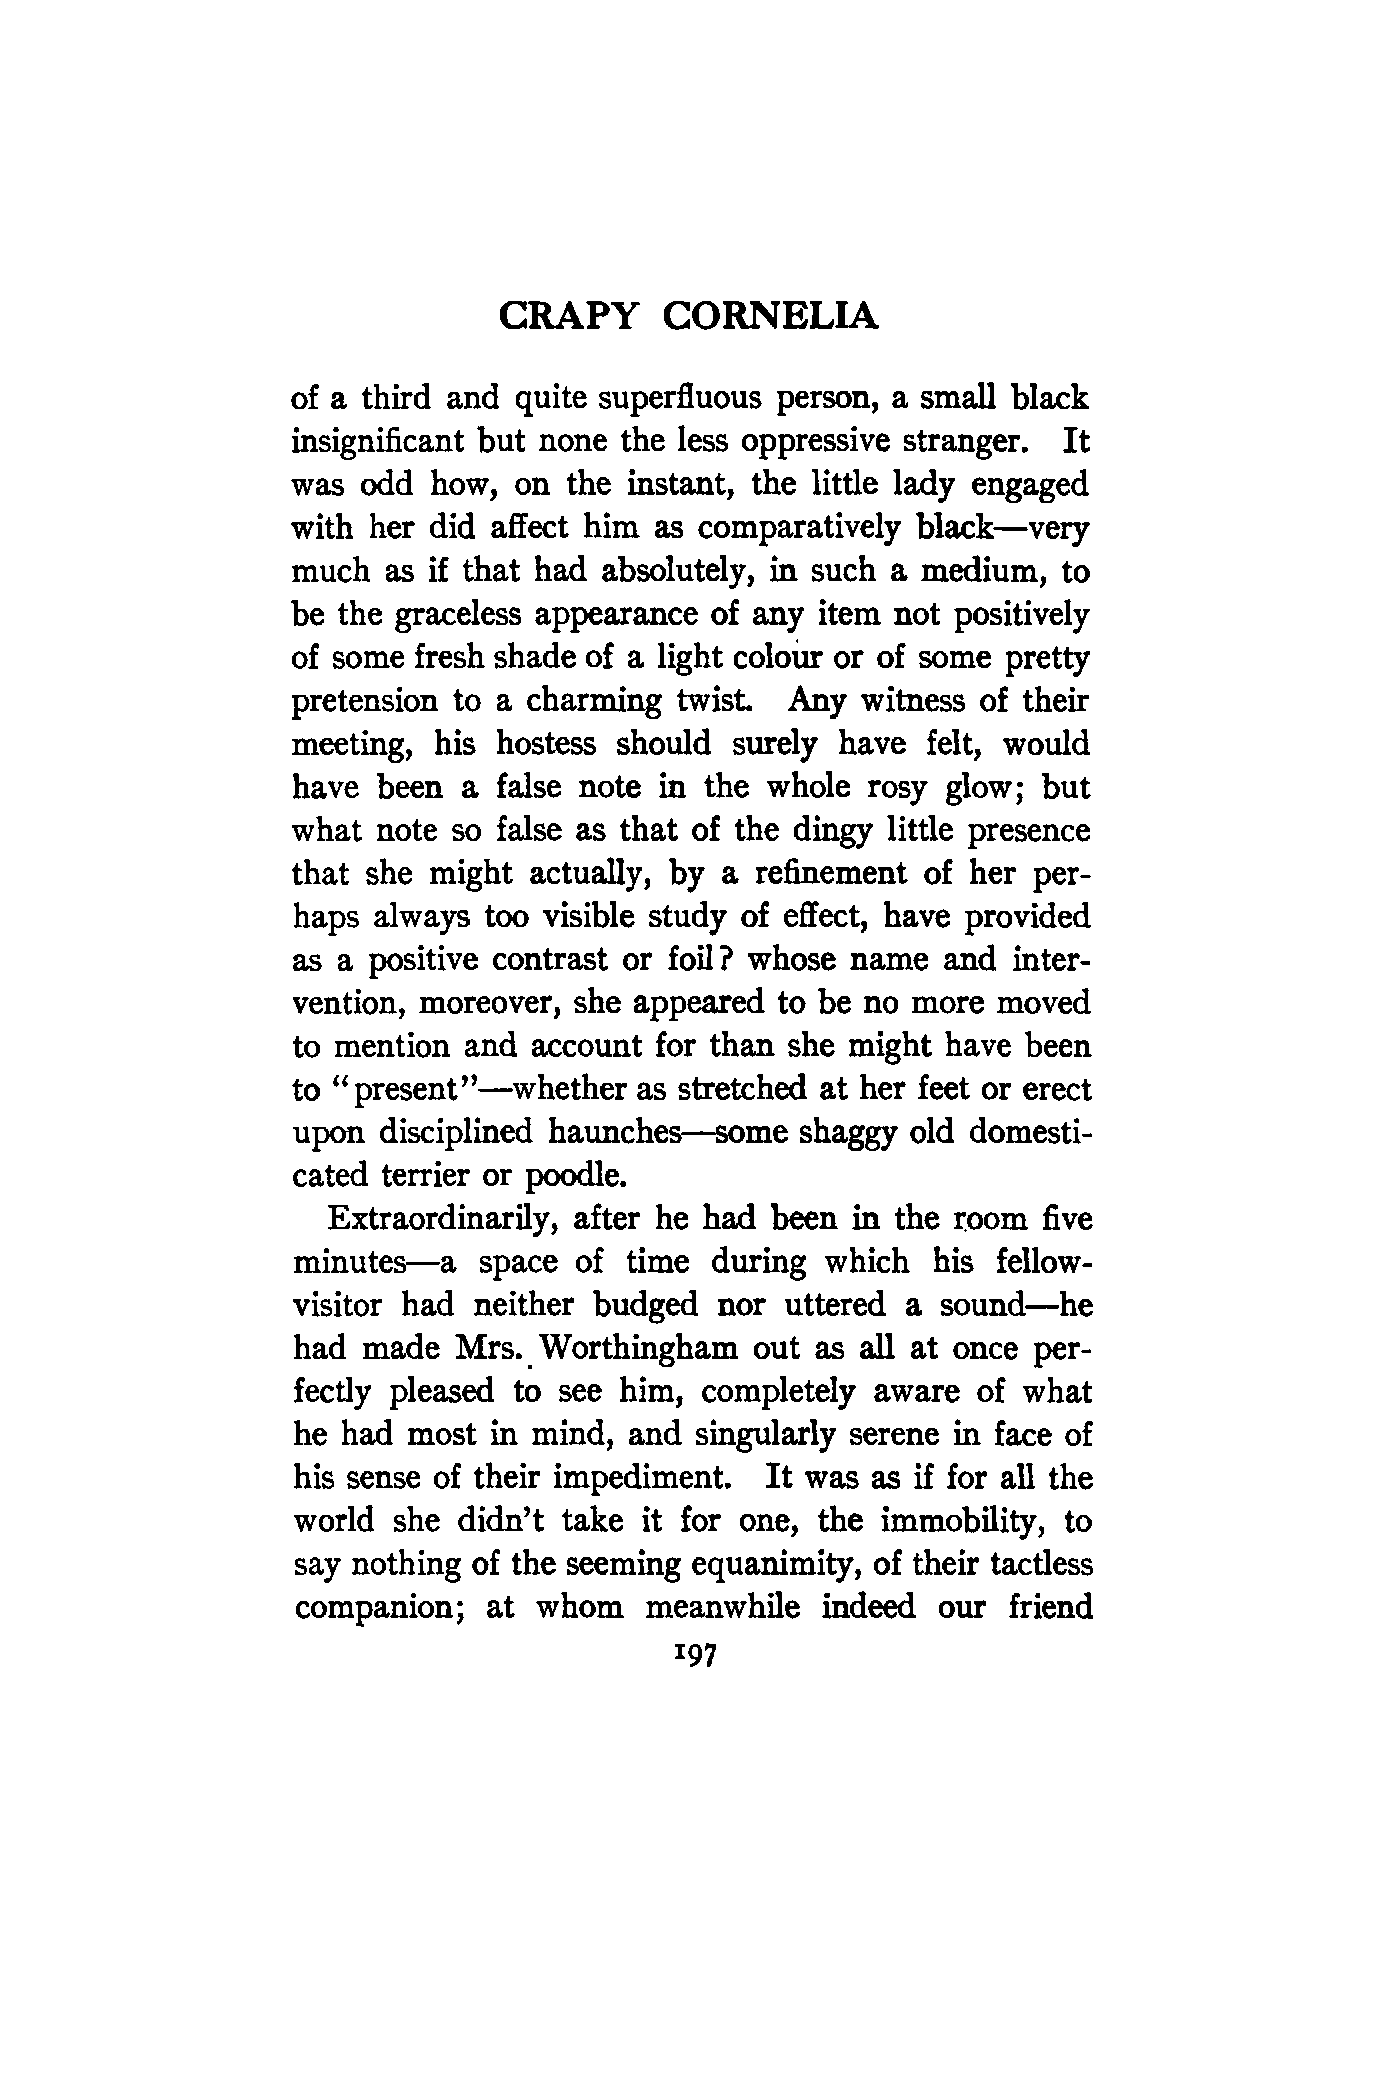 CRAPY CORNELIA
of a third and quite superfluous person, a small black
insignificant but none the less oppressive stranger. It
was odd how, on the instant, the little lady engaged
with her did affect him as comparatively black—very
much as if that had absolutely, in such a medium, to
be the graceless appearance of any item not positively
of some fresh shade of a light colour or of some pretty
pretension to a charming twist. Any witness of their
meeting, his hostess should surely have felt, would
have been a false note in the whole rosy glow; but
what note so false as that of the dingy little presence
that she might actually, by a refinement of her per-
haps always too visible study of effect, have provided
as a positive contrast or foil? whose name and inter-
vention, moreover, she appeared to be no more moved
to mention and account for than she might have been
to "present"—whether as stretched at her feet or erect
upon disciplined haunches—some shaggy old domesti-
cated terrier or poodle.
Extraordinarily, after he had been in the room five
minutes—a space of time during which his fellow-
visitor had neither budged nor uttered a sound—he
had made Mrs. Worthingham out as all at once per-
fectly pleased to see him, completely aware of what
he had most in mind, and singularly serene in face of
his sense of their impediment. It was as if for all the
world she didn't take it for one, the immobility, to
say nothing of the seeming equanimity, of their tactless
companion; at whom meanwhile indeed our friend
197